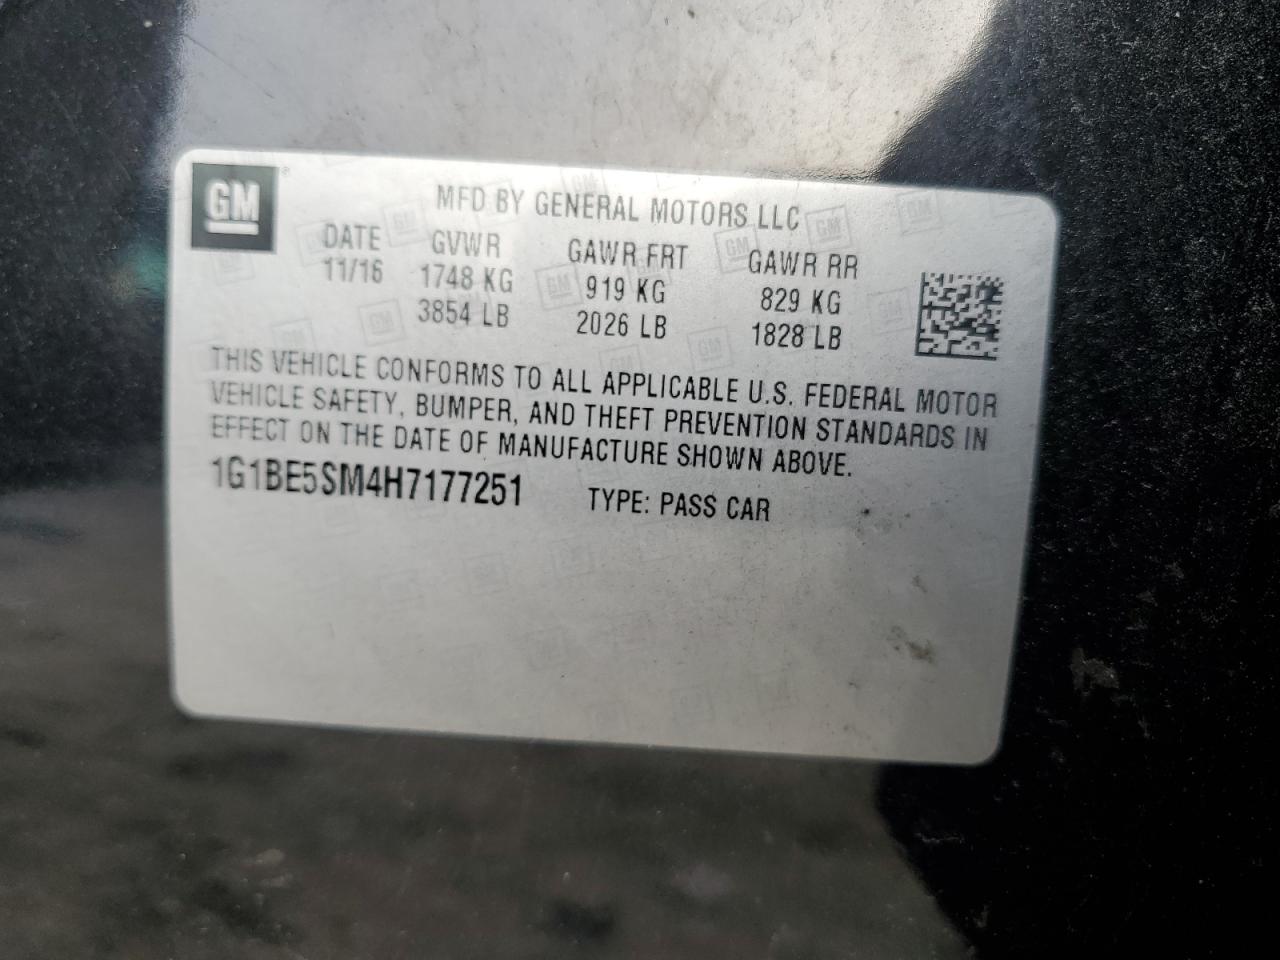 GM
MFD BY GENERAL MOTORS LLC
DATE GVWR GAWR FRT GAWR RR
11/16 1748 KG 919 KG 829 KG
3854 LB 2026 LB 1828 LB
THIS VEHICLE CONFORMS TO ALL APPLICABLE U.S. FEDERAL MOTOR
VEHICLE SAFETY, BUMPER, AND THEFT PREVENTION STANDARDS IN
EFFECT ON THE DATE OF MANUFACTURE SHOWN ABOVE.
1G1BE5SM4H7177251 TYPE: PASS CAR